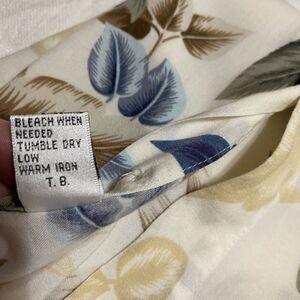 BLEACH WHEN
NEEDED
TUMBLE DRY
LOW
WARM IRON
T. B.